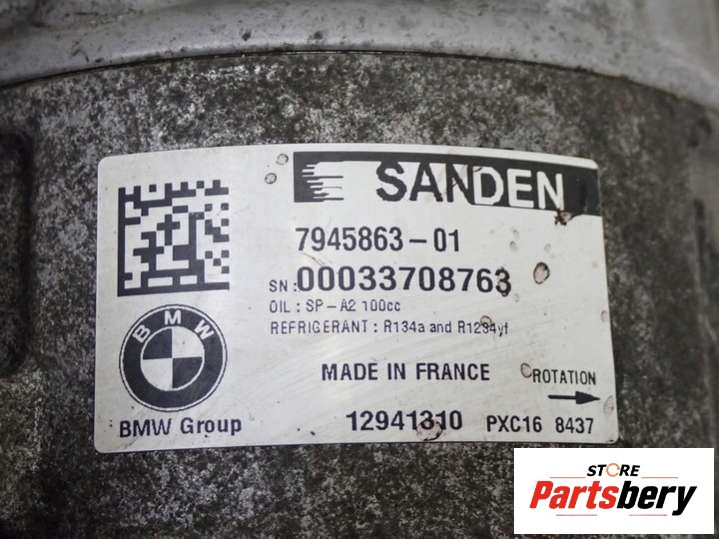 SANDEN
7945863-01
SN:00033708763
OIL : SP-A2 100cc
REFRIGERANT : R134a and R1234yf
BMW
MADE IN FRANCE
ROTATION
BMW Group
12941310
PXC16 8437
STORE
Partsbery